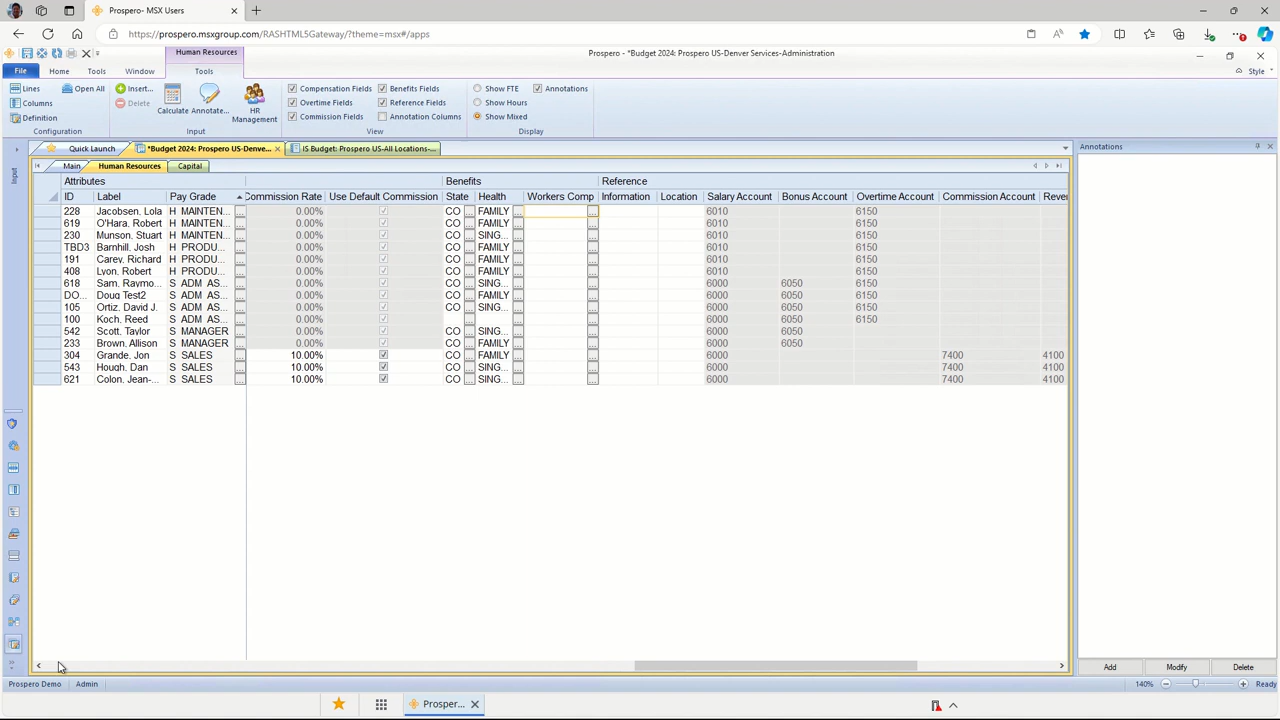 Prospero- MSX Users
https://prospero.msxgroup.com/RASHTML5Gateway/?theme=msx#/apps
Human Resources
Prospero - *Budget 2024: Prospero US-Denver Services-Administration
File Home Tools Window Tools Style
Lines Open All Insert... Compensation Fields Benefits Fields Show FTE Annotations
Columns Delete Calculate Annotate... HR Management Overtime Fields Reference Fields Show Hours
Definition Commission Fields Annotation Columns Show Mixed
Configuration Input View Display
Quick Launch *Budget 2024: Prospero US-Denve... IS Budget: Prospero US-All Locations-... Annotations
Main Human Resources Capital
Input
Attributes Benefits Reference
ID Label Pay Grade Commission Rate Use Default Commission State Health Workers Comp Information Location Salary Account Bonus Account Overtime Account Commission Account Reve
228 Jacobsen, Lola H MAINTEN... 0.00% CO ... FAMILY ... ... 6010 6150
619 O'Hara, Robert H MAINTEN... 0.00% CO FAMILY 6010 6150
230 Munson, Stuart H MAINTEN... 0.00% CO SING... 6010 6150
TBD3 Barnhill, Josh H PRODU... 0.00% CO FAMILY 6010 6150
191 Carey, Richard H PRODU... 0.00% CO FAMILY 6010 6150
408 Lyon, Robert H PRODU... 0.00% CO FAMILY 6010 6150
618 Sam, Raymo... S ADM AS... 0.00% CO SING... 6000 6050 6150
DO... Doug Test2 S ADM AS... 0.00% CO FAMILY 6000 6050 6150
105 Ortiz, David J. S ADM AS... 0.00% CO SING... 6000 6050 6150
100 Koch, Reed S ADM AS... 0.00% 6000 6050 6150
542 Scott, Taylor S MANAGER 0.00% CO SING... 6000 6050
233 Brown, Allison S MANAGER 0.00% CO FAMILY 6000 6050
304 Grande, Jon S SALES 10.00% CO FAMILY 6000 7400 4100
543 Hough, Dan S SALES 10.00% CO SING... 6000 7400 4100
621 Colon, Jean-... S SALES 10.00% CO SING... 6000 7400 4100
Add Modify Delete
Prospero Demo Admin 140% Ready
Prosper...